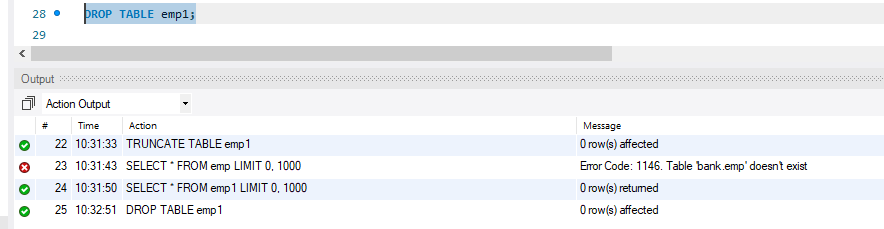 28 DROP TABLE emp1;
29
Output
Action Output
# Time Action Message
22 10:31:33 TRUNCATE TABLE emp1 0 row(s) affected
23 10:31:43 SELECT * FROM emp LIMIT 0, 1000 Error Code: 1146. Table 'bank.emp' doesn't exist
24 10:31:50 SELECT * FROM emp1 LIMIT 0, 1000 0 row(s) returned
25 10:32:51 DROP TABLE emp1 0 row(s) affected